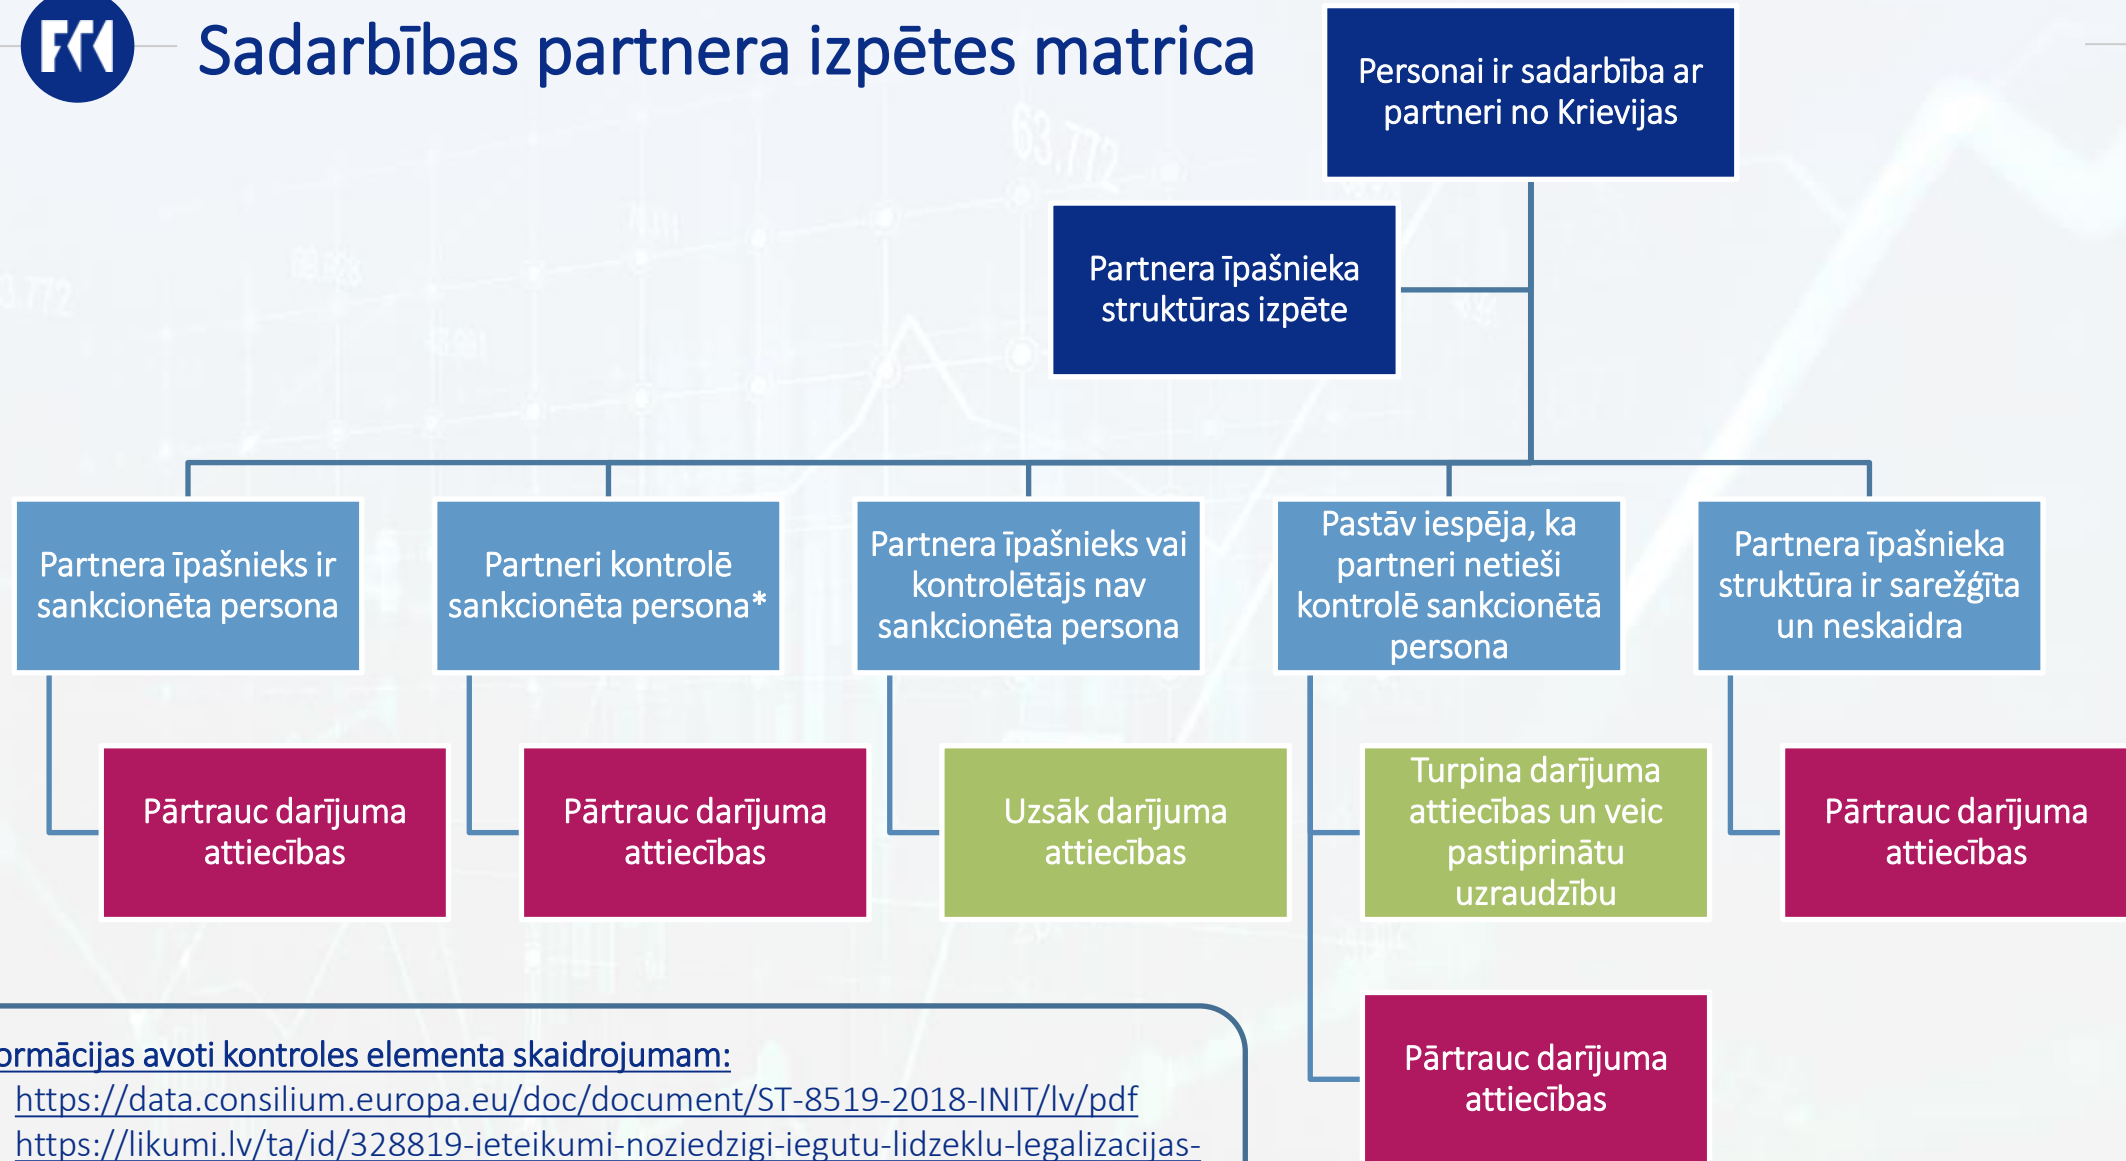 Sadarbības partnera izpētes matrica
Personai ir sadarbība ar
partneri no Krievijas
Partnera īpašnieka
struktūras izpēte
Partnera īpašnieks ir
sankcionēta persona
Partneri kontrolē
sankcionēta persona*
Partnera īpašnieks vai
kontrolētājs nav
sankcionēta persona
Pastāv iespēja, ka
partneri netieši
kontrolē sankcionētā
persona
Partnera īpašnieka
struktūra ir sarežģīta
un neskaidra
Pārtrauc darījuma
attiecības
Pārtrauc darījuma
attiecības
Uzsāk darījuma
attiecības
Turpina darījuma
attiecības un veic
pastiprinātu
uzraudzību
Pārtrauc darījuma
attiecības
Pārtrauc darījuma
attiecības
ormācijas avoti kontroles elementa skaidrojumam:
https://data.consilium.europa.eu/doc/document/ST-8519-2018-INIT/lv/pdf
https://likumi.lv/ta/id/328819-ieteikumi-noziedzigi-iegutu-lidzeklu-legalizacijas-
63.772